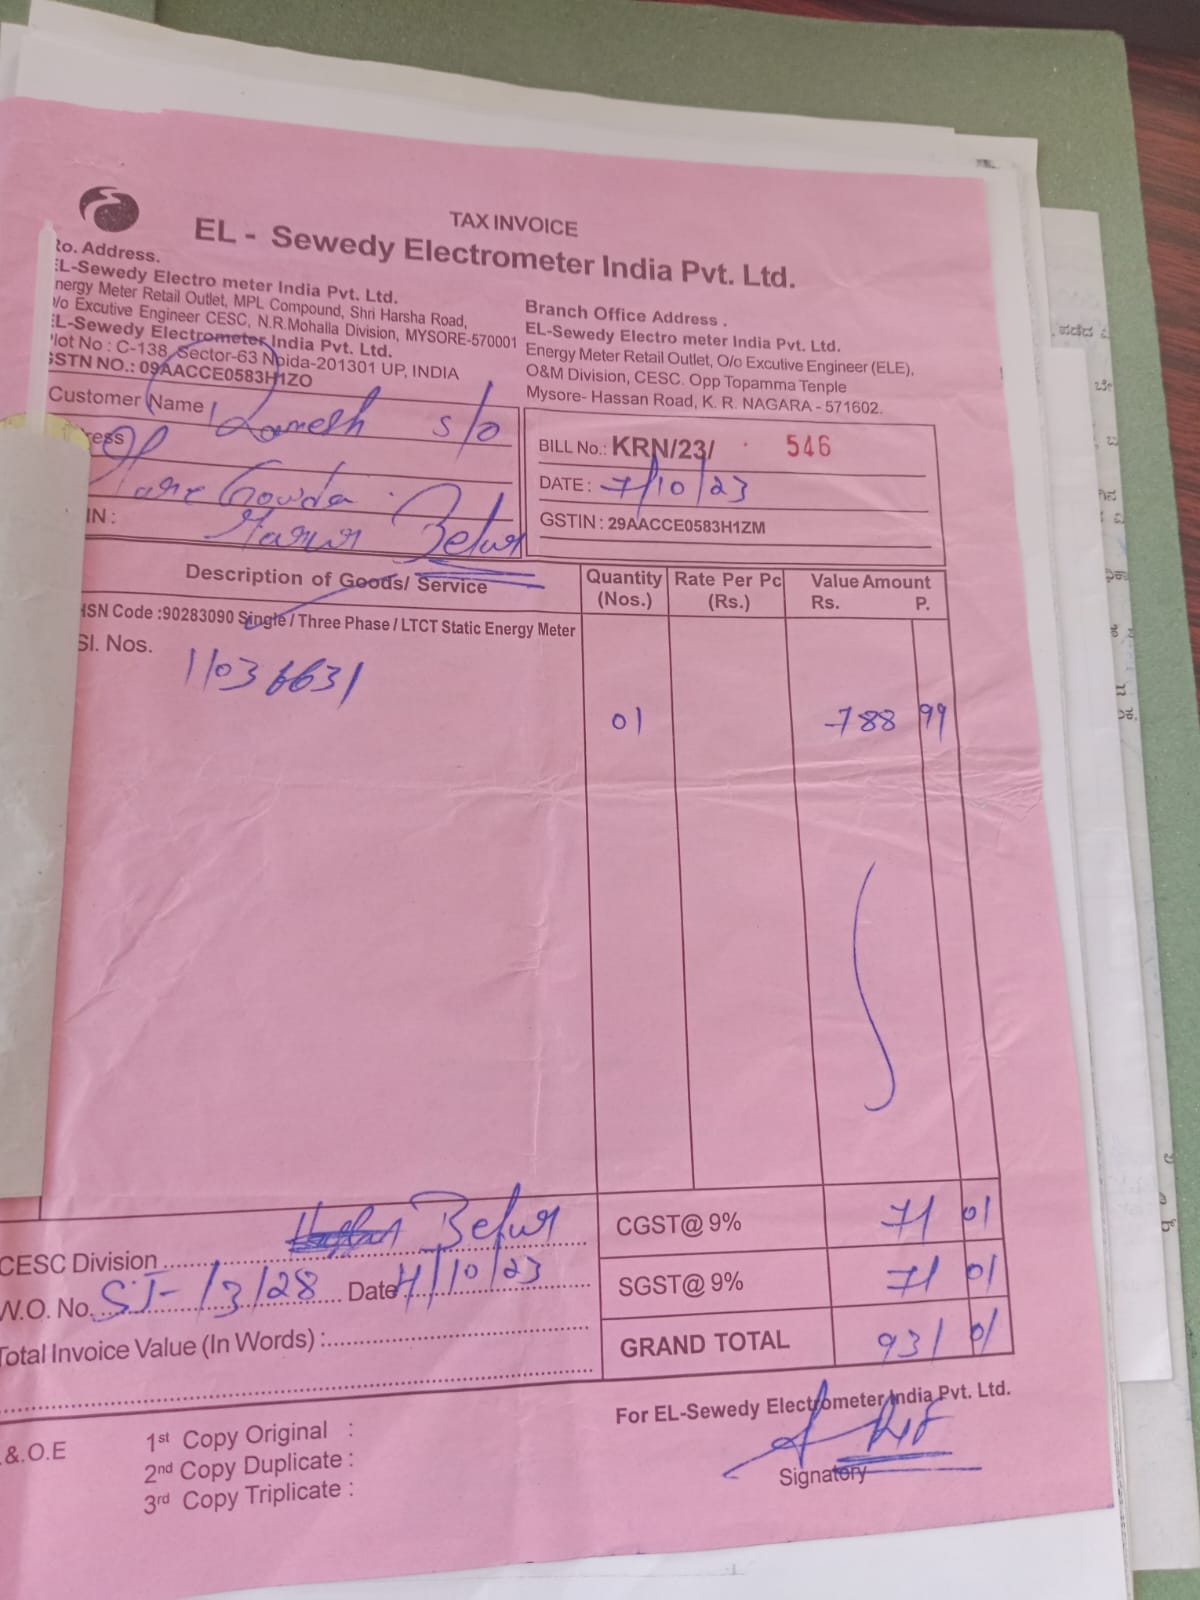 TAX INVOICE
EL - Sewedy Electrometer India Pvt. Ltd.
Ro. Address.
EL-Sewedy Electro meter India Pvt. Ltd.
Energy Meter Retail Outlet, MPL Compound, Shri Harsha Road,
O/o Excutive Engineer CESC, N.R.Mohalla Division, MYSORE-570001
EL-Sewedy Electrometer India Pvt. Ltd.
Plot No : C-138, Sector-63 Noida-201301 UP, INDIA
GSTN NO.: 09AACCE0583H1ZO
Branch Office Address .
EL-Sewedy Electro meter India Pvt. Ltd.
Energy Meter Retail Outlet, O/o Excutive Engineer (ELE),
O&M Division, CESC. Opp Topamma Tenple
Mysore- Hassan Road, K. R. NAGARA - 571602.
Customer Name s/o
ress
Gowda
IN :
BILL No.: KRN/23/ 546
DATE : 7/10/23
GSTIN : 29AACCE0583H1ZM
Description of Goods/ Service Quantity (Nos.) Rate Per Pc (Rs.) Value Amount Rs. P.
HSN Code :90283090 Single / Three Phase / LTCT Static Energy Meter
Sl. Nos.
11036631
01 788 99
CGST@ 9% 71 01
SGST@ 9% 71 01
GRAND TOTAL 931 01
CESC Division
W.O. No. Date
Total Invoice Value (In Words) :
For EL-Sewedy Electrometer India Pvt. Ltd.
Signatory
.&.O.E
1st Copy Original :
2nd Copy Duplicate :
3rd Copy Triplicate :